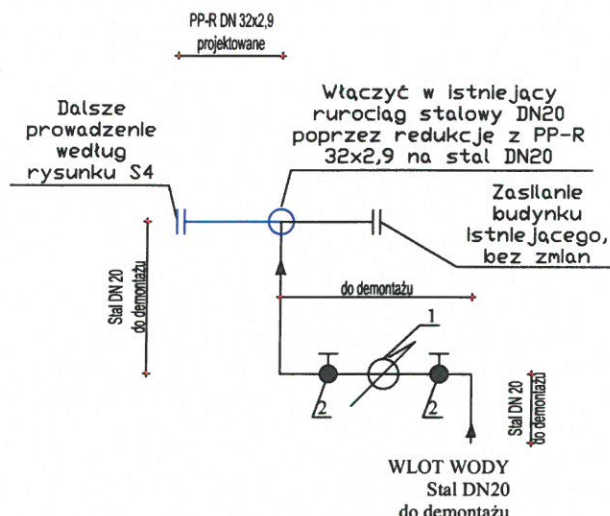 PP-R DN 32x2,9
projektowane
Dalsze
prowadzenie
według
rysunku S4
Włączyć w istniejący
rurociąg stalowy DN20
poprzez redukcję z PP-R
32x2,9 na stal DN20
Zasilanie
budynku
istniejącego,
bez zmian
Stal DN 20
do demontażu
do demontażu
1
2
2
Stal DN 20
do demontażu
WLOT WODY
Stal DN20
do demontażu